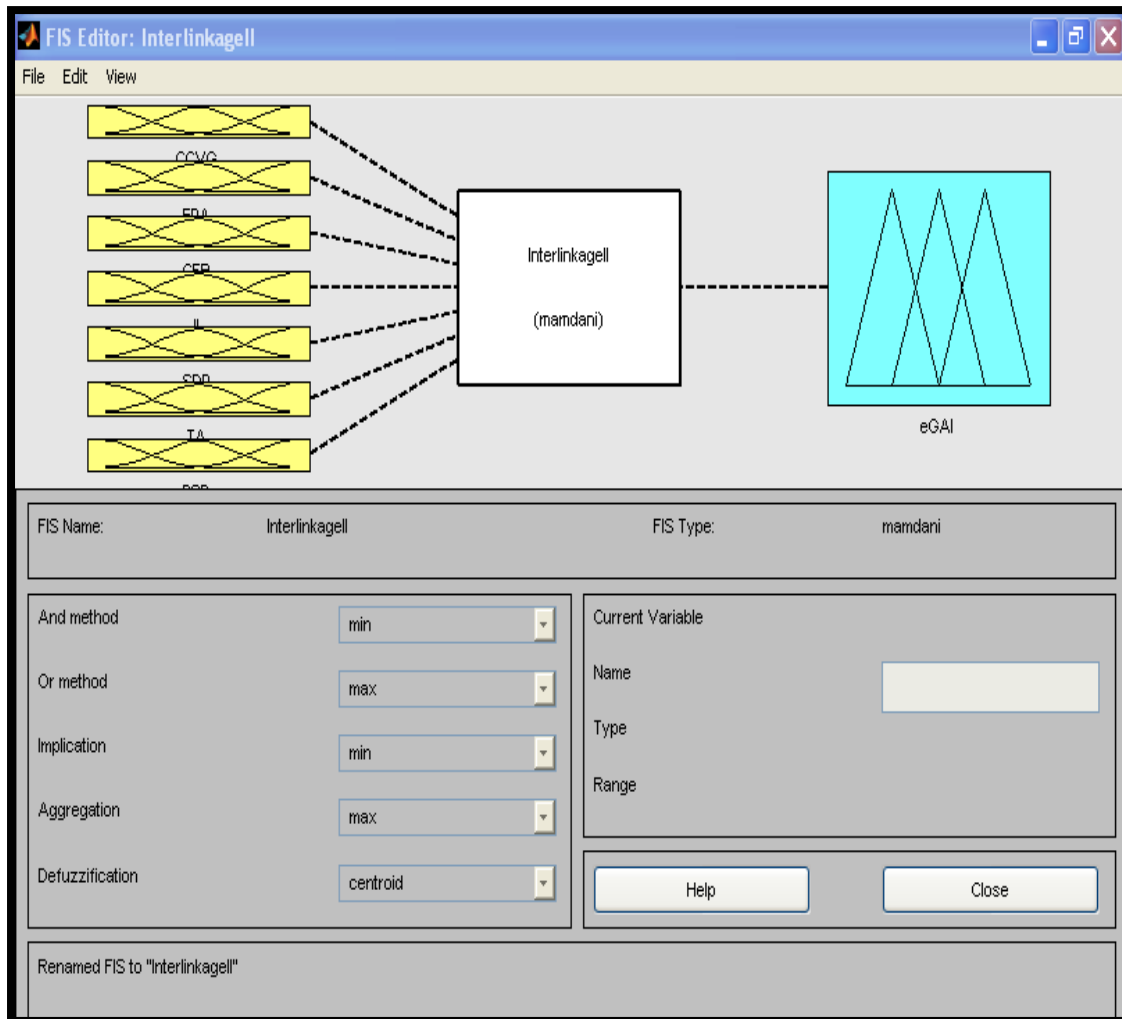 FIS Editor: Interlinkagell
File Edit View
CCVG
TA
Interlinkagell
(mamdani)
eGAI
FIS Name: Interlinkagell FIS Type: mamdani
And method min
Or method max
Implication min
Aggregation max
Defuzzification centroid
Current Variable
Name
Type
Range
Help Close
Renamed FIS to "Interlinkagell"